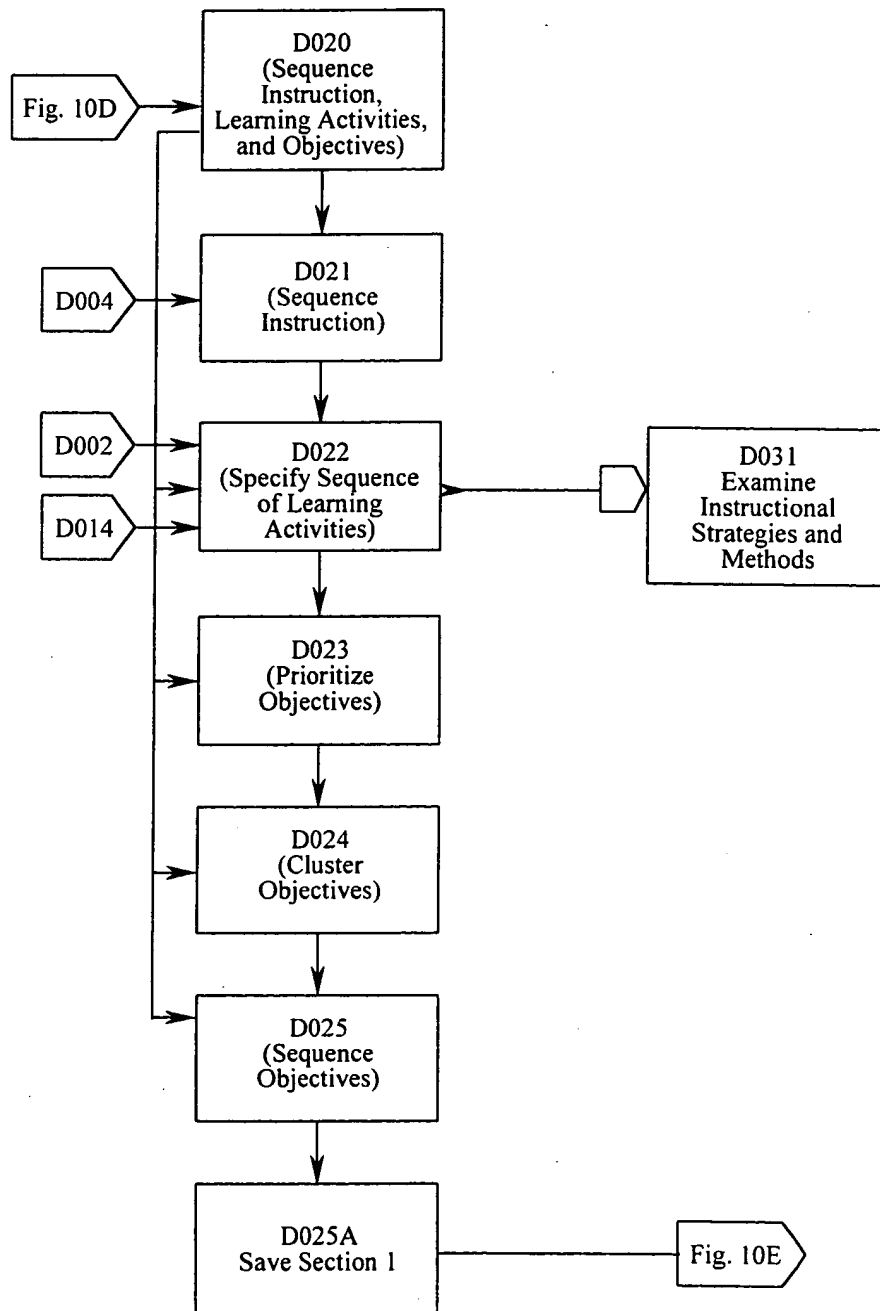 D020
(Sequence
Instruction,
Learning Activities,
and Objectives)
Fig. 10D
D021
(Sequence
Instruction)
D004
D002
D022
(Specify Sequence
of Learning
Activities)
D014
D031
Examine
Instructional
Strategies and
Methods
D023
(Prioritize
Objectives)
D024
(Cluster
Objectives)
D025
(Sequence
Objectives)
D025A
Save Section 1
Fig. 10E